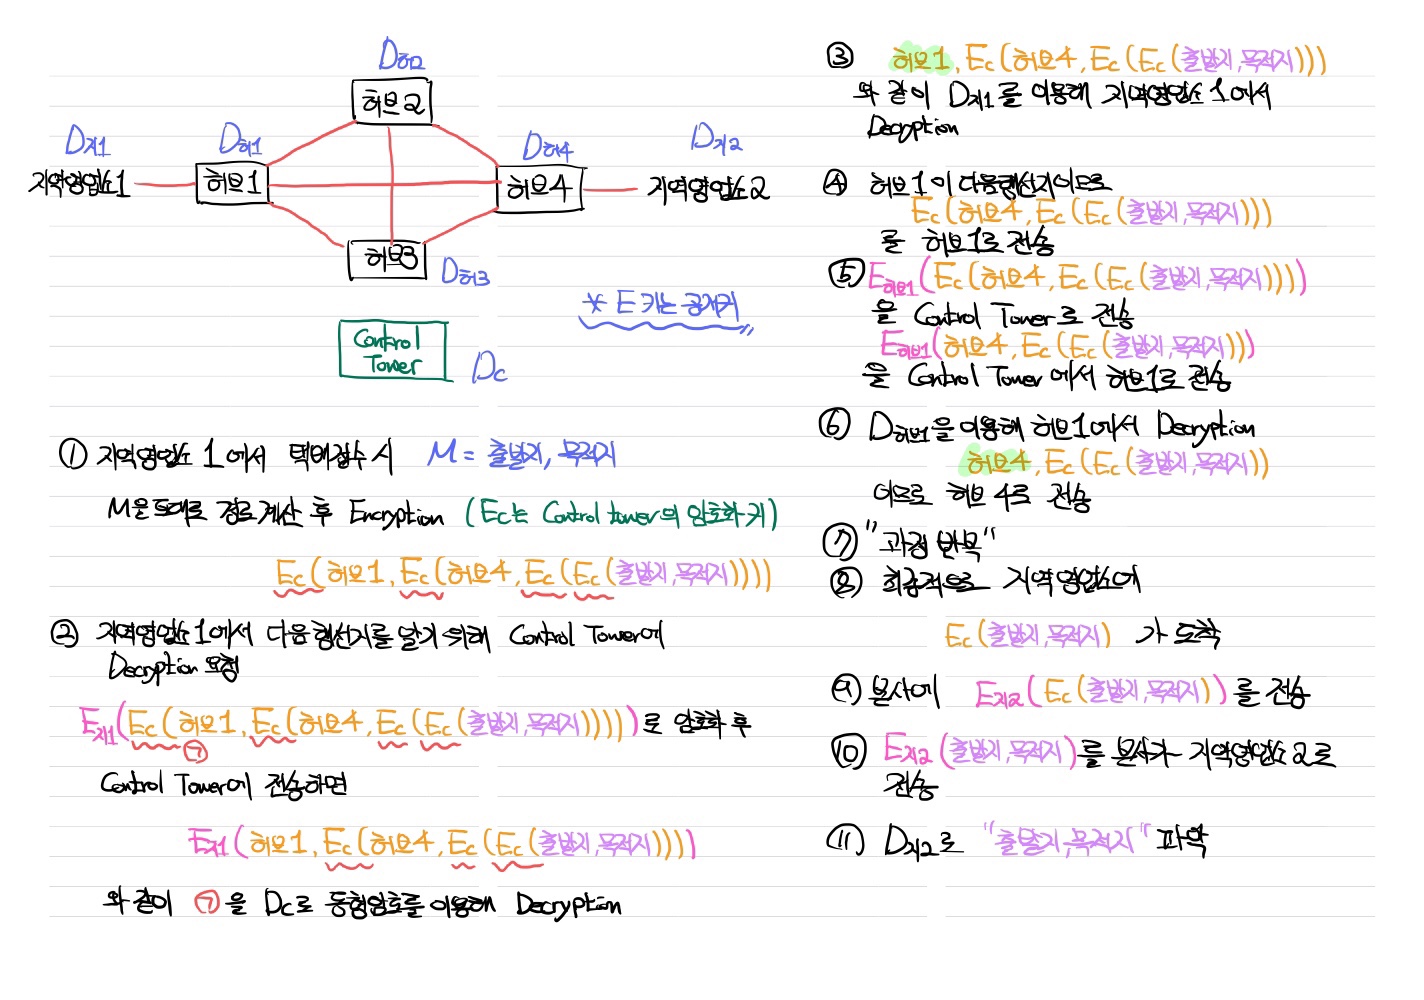 D허2
허브2
D지1
D허1
D허4
D지2
지역영업소1
허브1
허브4
지역영업소2
허브3
D허3
* E 키는 공개키
Control
Tower
Dc
① 지역영업소 1에서 택배접수시 M = 출발지, 목적지
M을 토대로 경로계산 후 Encryption (Ec는 Control tower의 암호화 키)
Ec(허브1, Ec(허브4, Ec(Ec(출발지,목적지))))
② 지역영업소1에서 다음행선지를 알기 위해 Control Tower에
Decryption 요청
E지1(Ec(허브1, Ec(허브4, Ec(Ec(출발지,목적지)))))로 암호화 후
㉠
Control Tower에 전송하면
E지1(허브1, Ec(허브4, Ec(Ec(출발지,목적지))))
와 같이 ㉠을 Dc로 동형암호를 이용해 Decryption
③ 허브1, Ec(허브4, Ec(Ec(출발지,목적지)))
와 같이 D지1를 이용해 지역영업소 1에서
Decryption
④ 허브1이 다음행선지이므로
Ec(허브4, Ec(Ec(출발지,목적지)))
를 허브1로 전송
⑤ E허브1(Ec(허브4, Ec(Ec(출발지,목적지))))
을 Control Tower로 전송
E허브1(허브4, Ec(Ec(출발지,목적지)))
을 Control Tower에서 허브1로 전송
⑥ D허브1을 이용해 허브1에서 Decryption
허브4, Ec(Ec(출발지,목적지))
이므로 허브4로 전송
⑦ "과정 반복"
⑧ 최종적으로 지역영업소에
Ec(출발지,목적지) 가 도착
⑨ 본사에 E지2(Ec(출발지,목적지))를 전송
⑩ E지2(출발지,목적지)를 본사가 지역영업소2로
전송
⑪ D지2로 "출발지,목적지" 파악